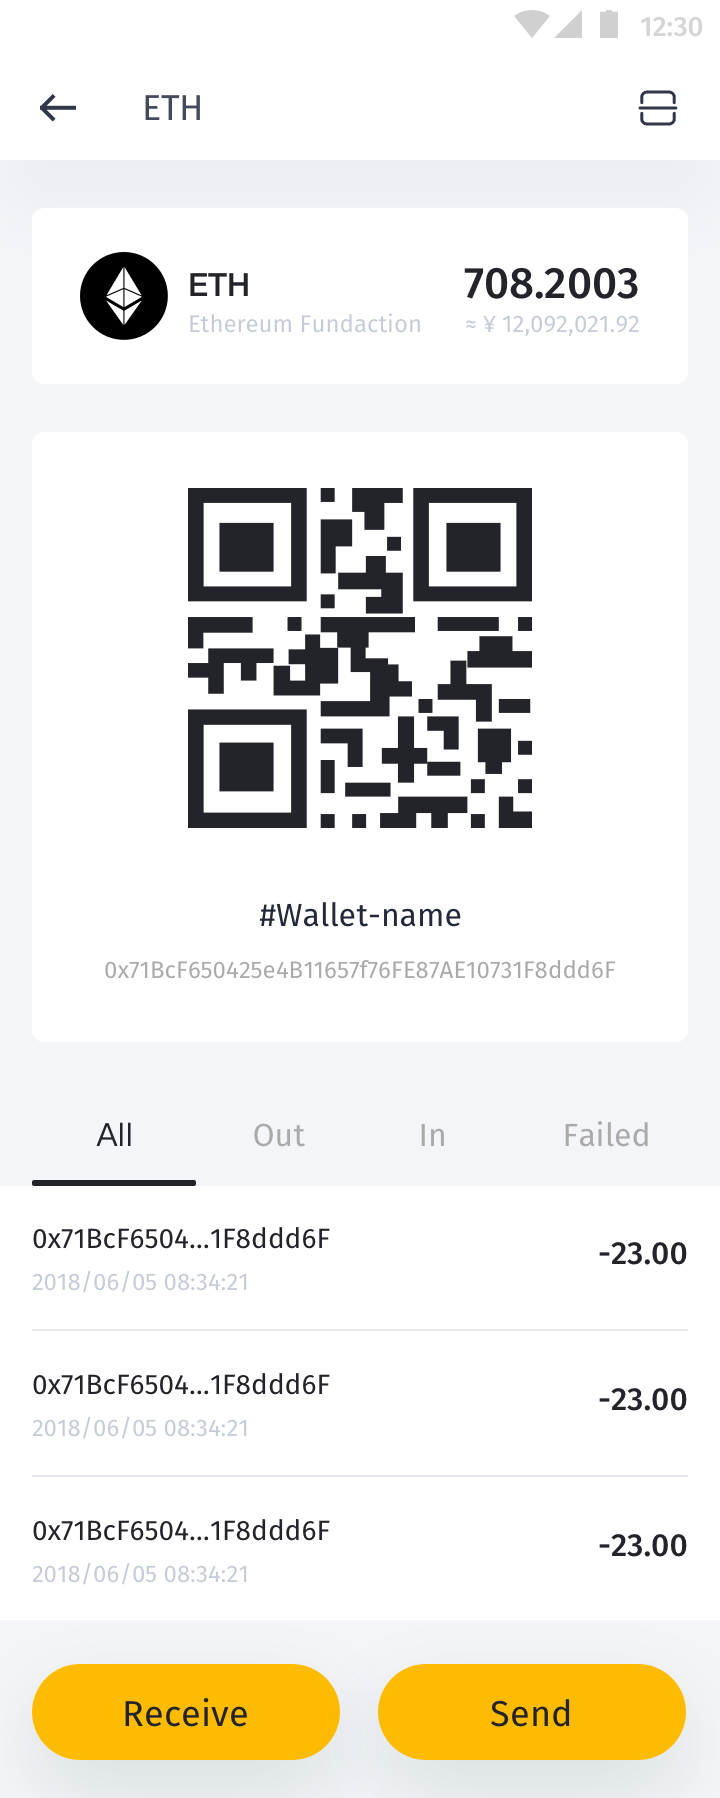 12:30
ETH
ETH
708.2003
Ethereum Fundaction
≈ ¥ 12,092,021.92
#Wallet-name
0x71BcF650425e4B11657f76FE87AE10731F8ddd6F
All Out In Failed
0x71BcF6504...1F8ddd6F
-23.00
2018/06/05 08:34:21
0x71BcF6504...1F8ddd6F
-23.00
2018/06/05 08:34:21
0x71BcF6504...1F8ddd6F
-23.00
2018/06/05 08:34:21
Receive Send